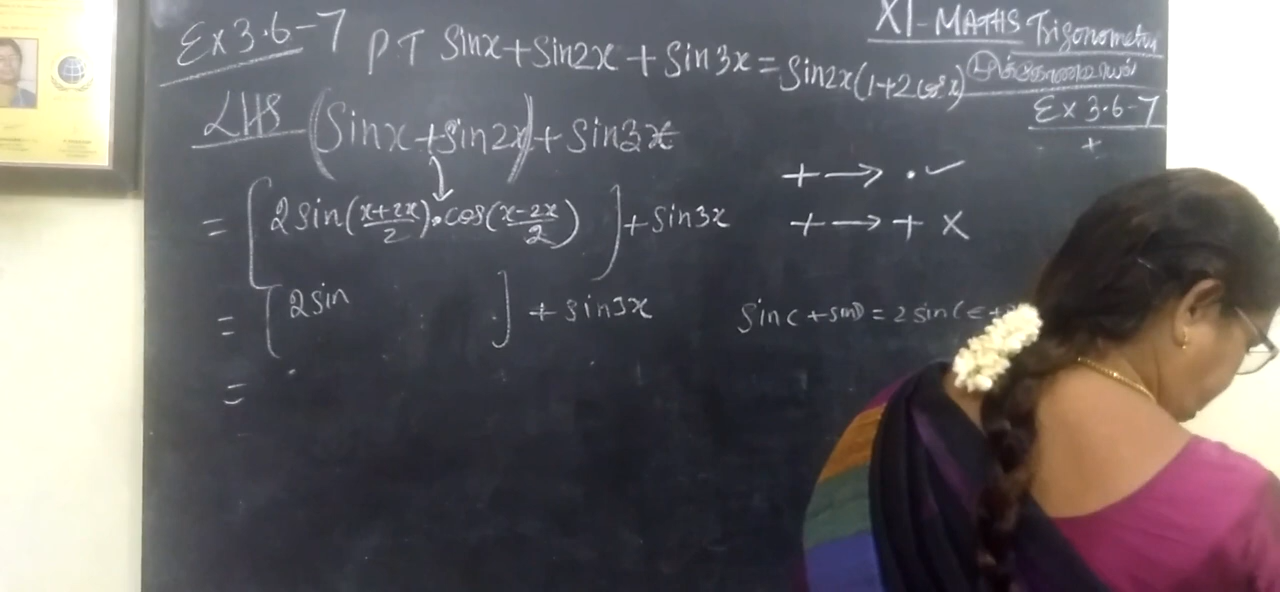 Ex 3.6-7 PT Sinx + Sin2x + Sin3x = Sin2x(1+2cosx)
XI - MATHS Trigonometry
Ex 3.6-7
+
LHS (Sinx + Sin2x) + Sin3x
+ → . ✓
= [2sin(x+2x/2).cos(x-2x/2)] + sin3x
+ → + X
= [2sin .] + sin3x
Sinc + sinD = 2 sin(
=